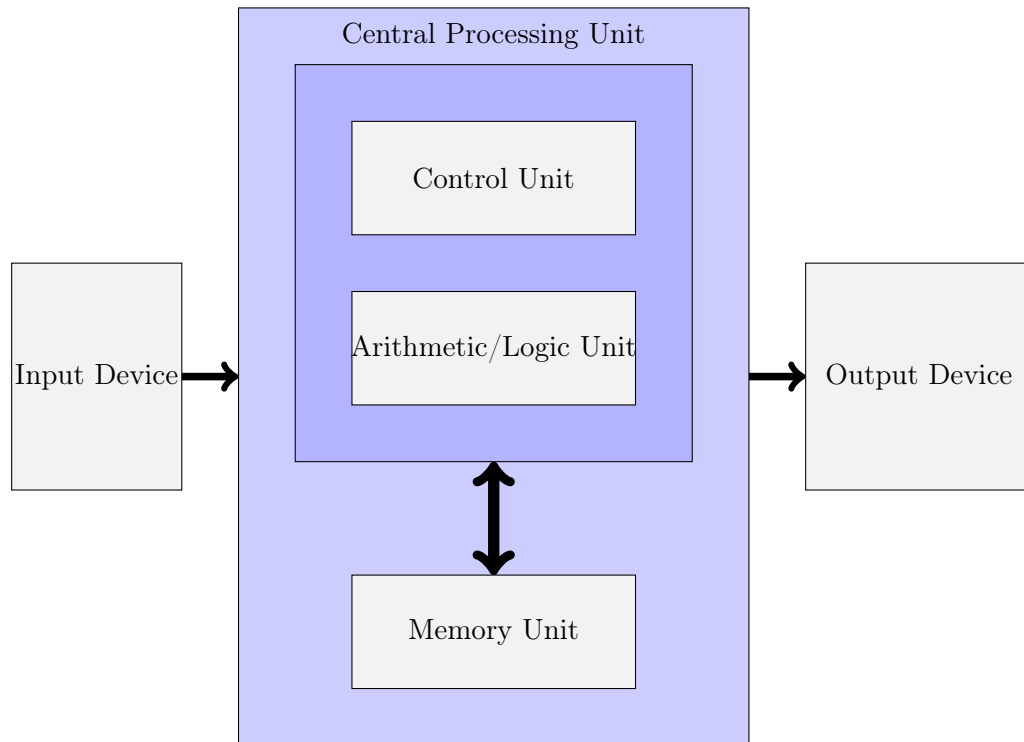 Central Processing Unit
Control Unit
Arithmetic/Logic Unit
Input Device
Output Device
Memory Unit